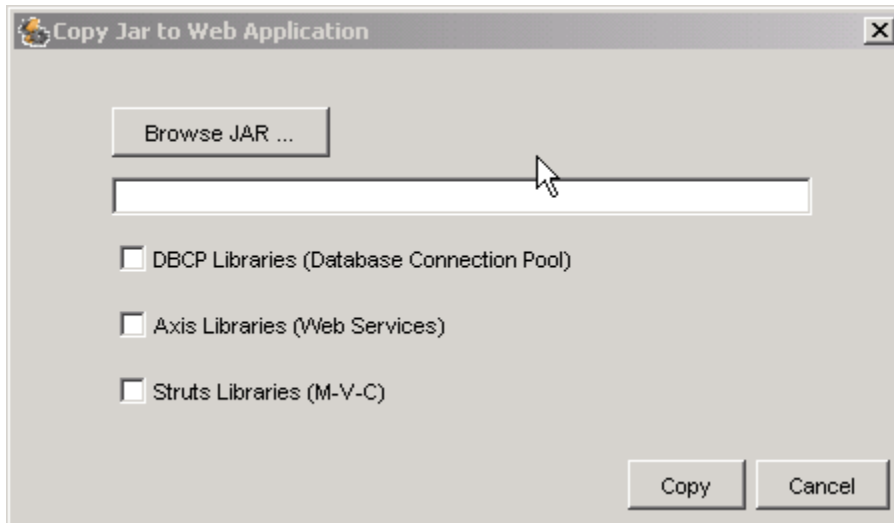 Copy Jar to Web Application
Browse JAR ...
DBCP Libraries (Database Connection Pool)
Axis Libraries (Web Services)
Struts Libraries (M-V-C)
Copy Cancel